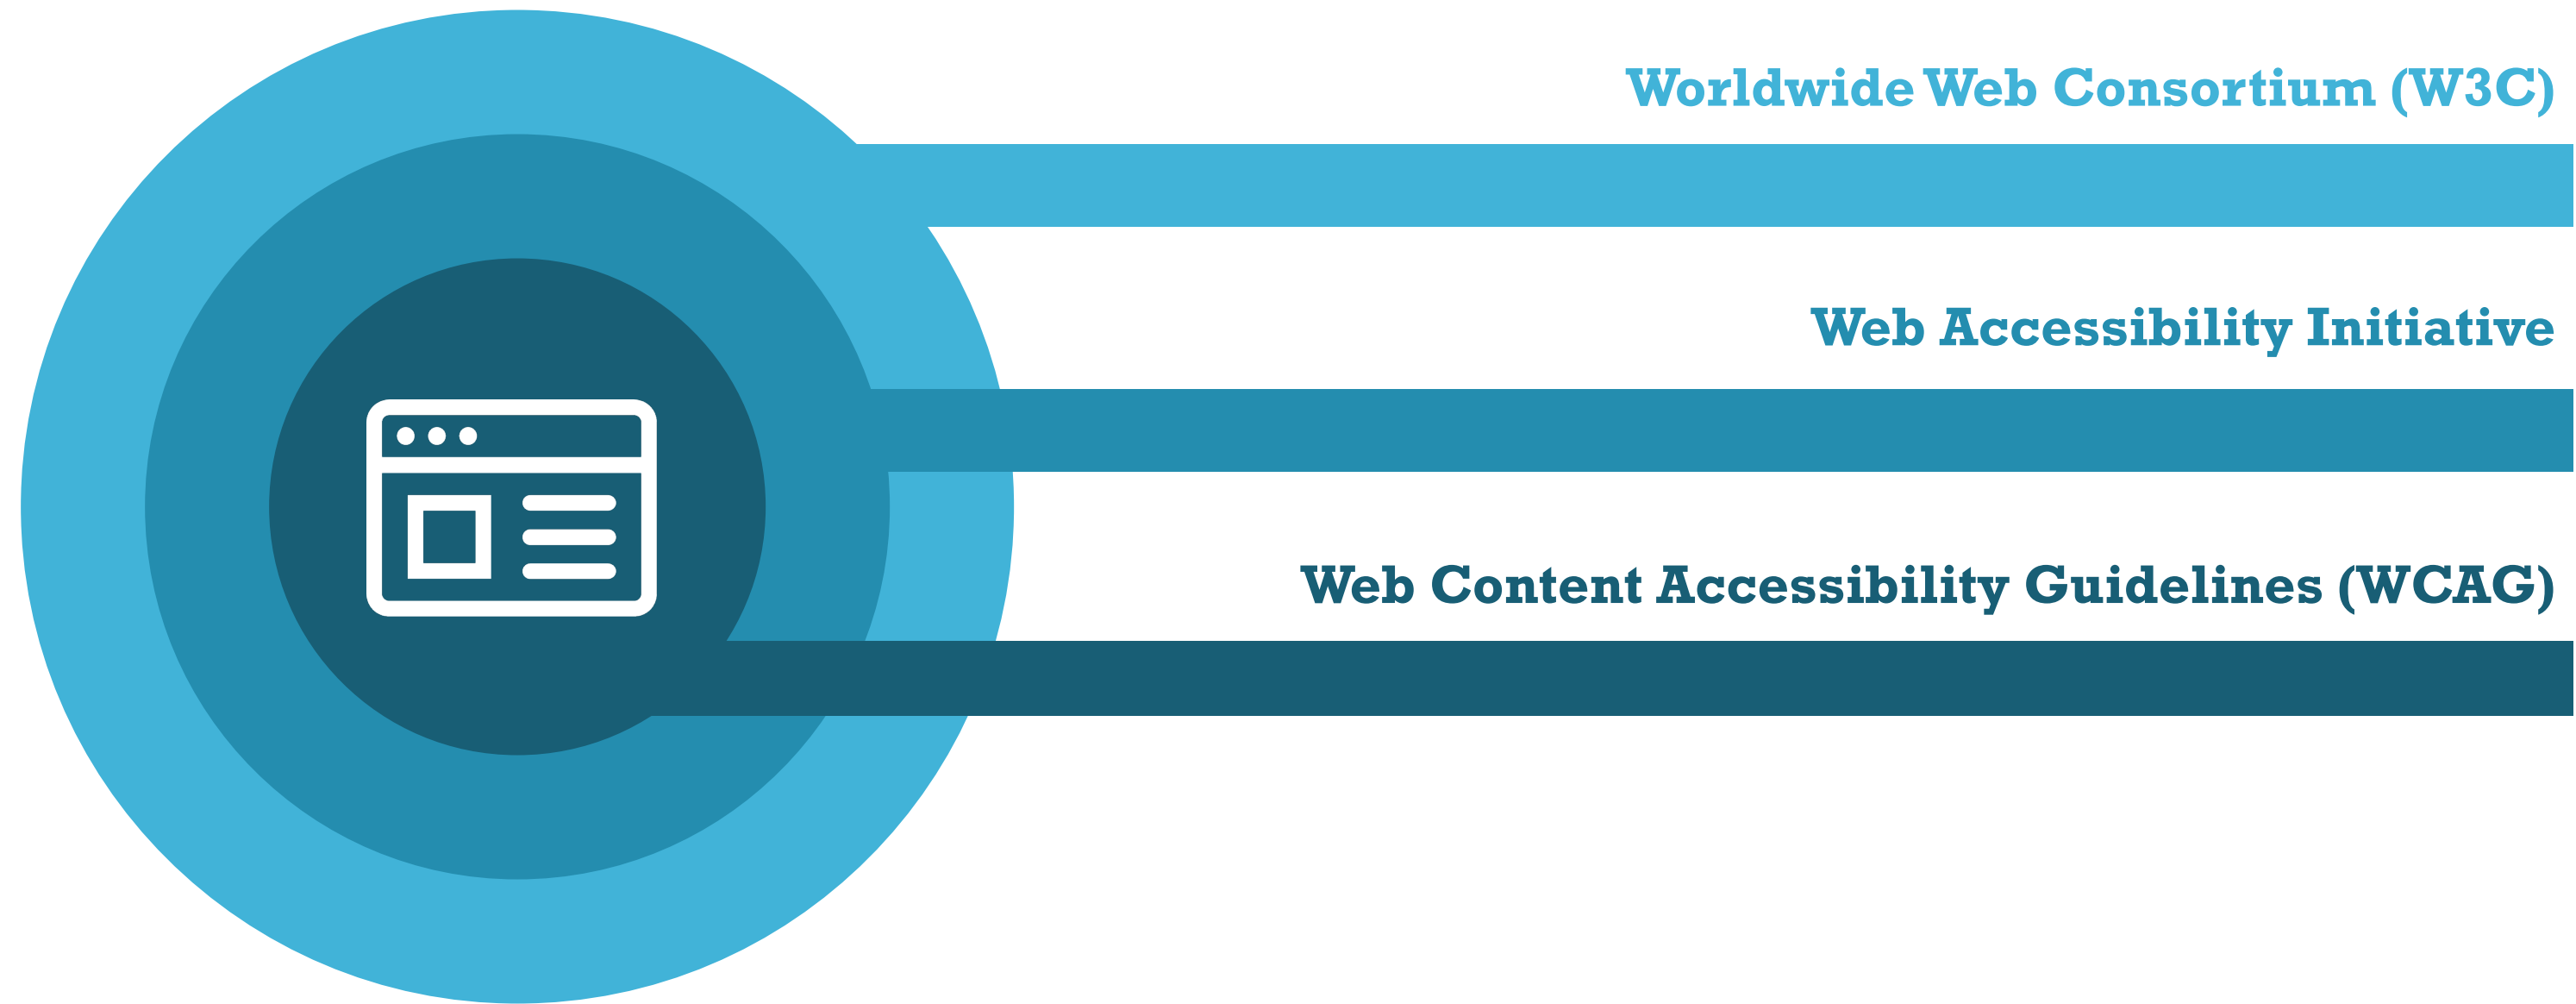 Worldwide Web Consortium (W3C)
Web Accessibility Initiative
Web Content Accessibility Guidelines (WCAG)